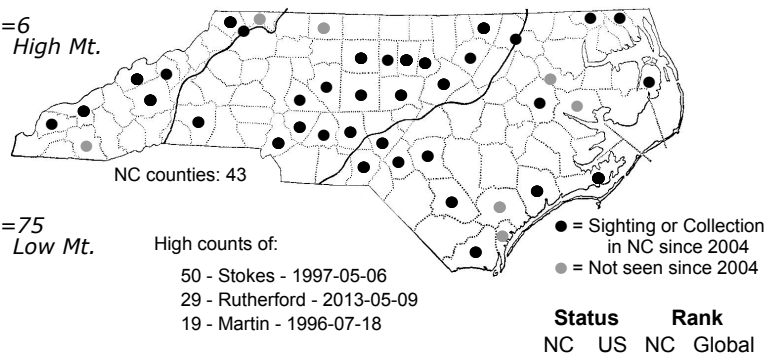 =6
High Mt.
NC counties: 43
=75
Low Mt.
High counts of:
50 - Stokes - 1997-05-06
29 - Rutherford - 2013-05-09
19 - Martin - 1996-07-18
● = Sighting or Collection
in NC since 2004
● = Not seen since 2004
Status Rank
NC US NC Global